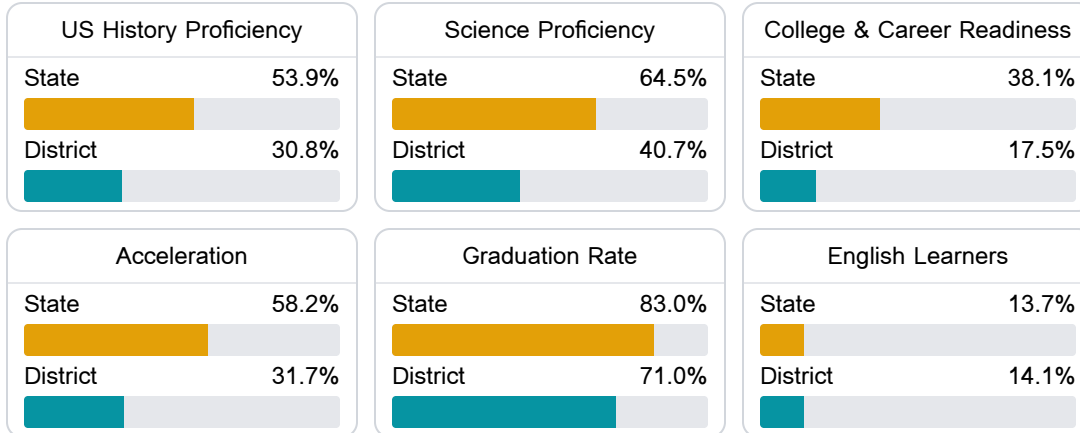 US History Proficiency
State 53.9%
District 30.8%
Science Proficiency
State 64.5%
District 40.7%
College & Career Readiness
State 38.1%
District 17.5%
Acceleration
State 58.2%
District 31.7%
Graduation Rate
State 83.0%
District 71.0%
English Learners
State 13.7%
District 14.1%